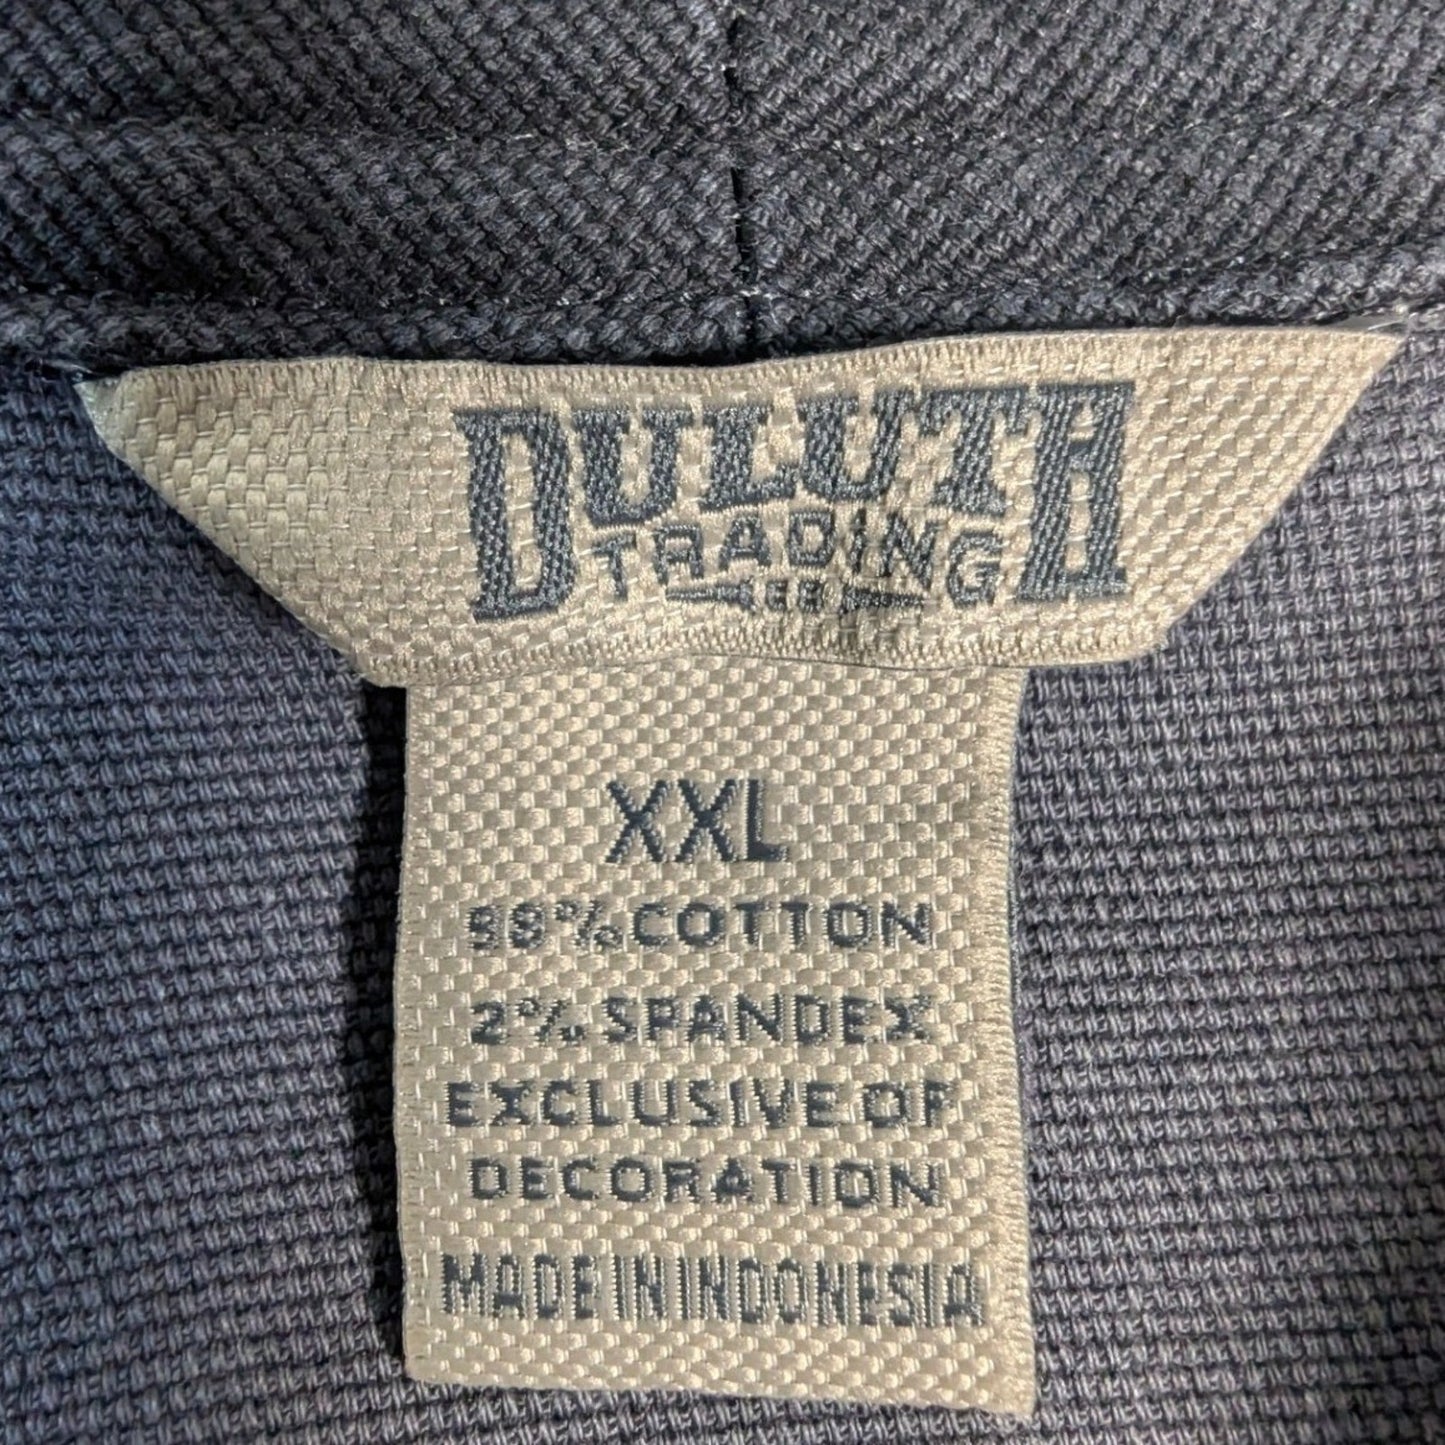 DULUTH
TRADING
XXL
98% COTTON
2% SPANDEX
EXCLUSIVE OF
DECORATION
MADE IN INDONESIA